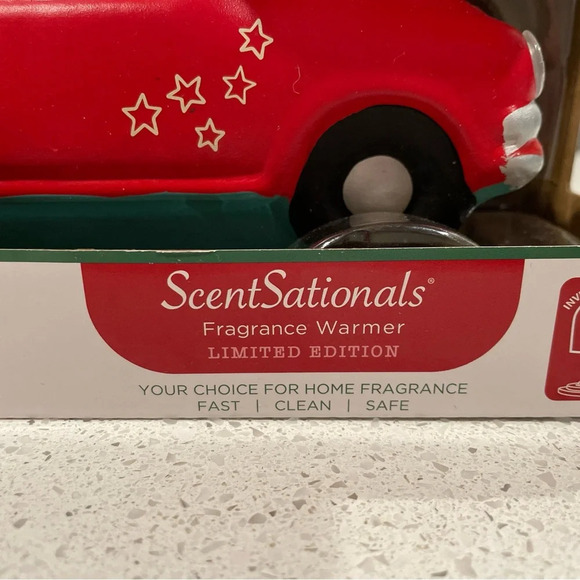 ScentSationals®
Fragrance Warmer
LIMITED EDITION
YOUR CHOICE FOR HOME FRAGRANCE
FAST | CLEAN | SAFE